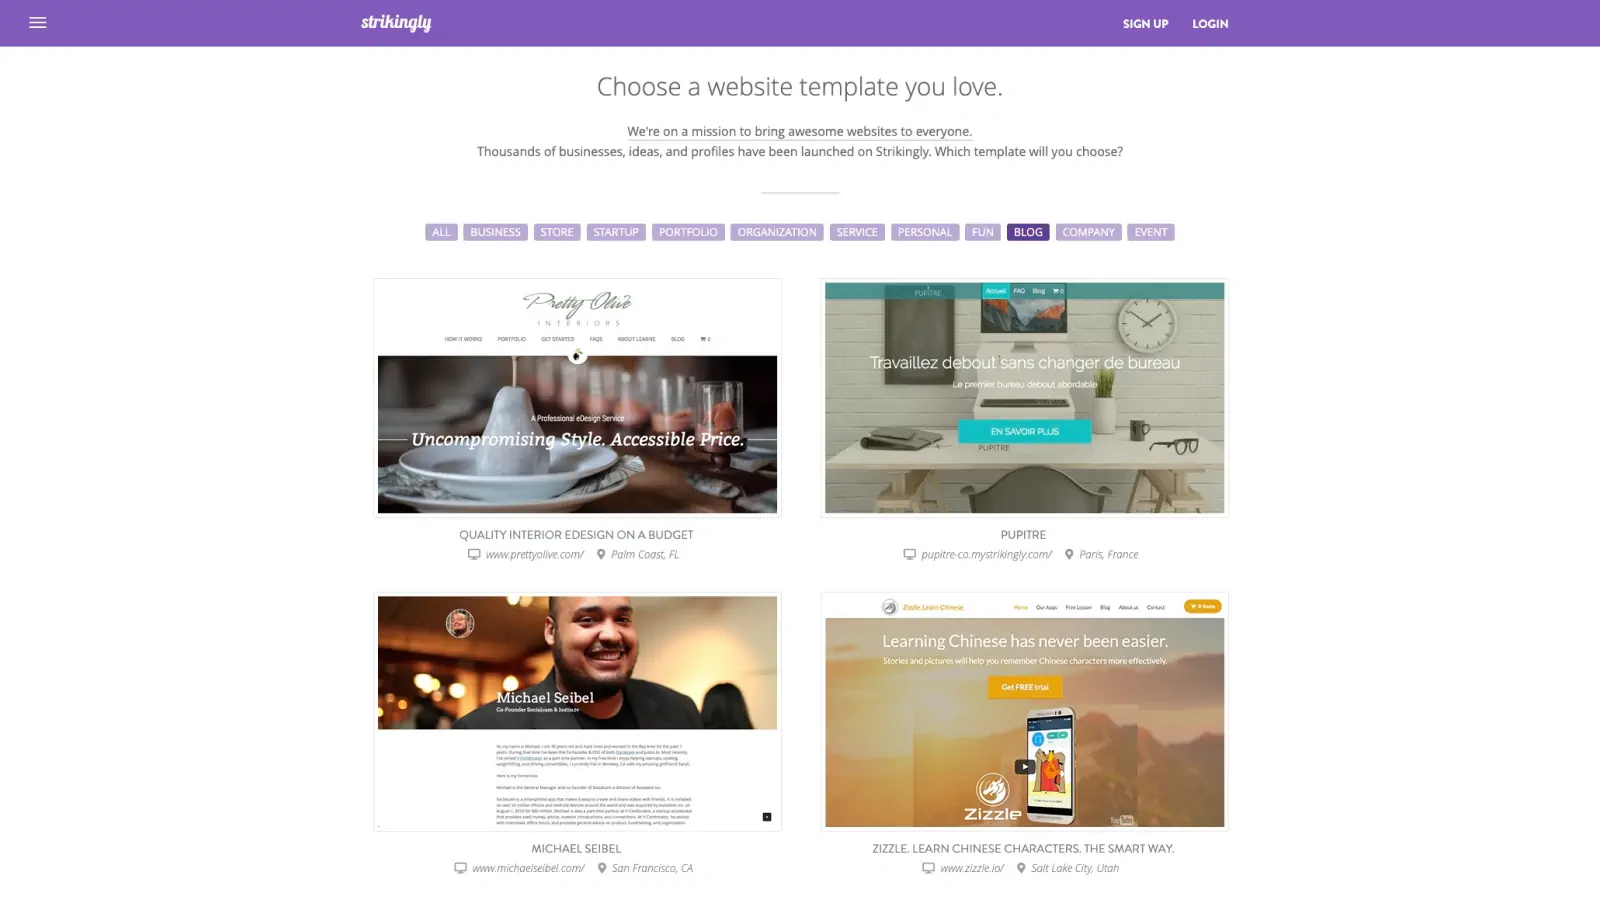 strikingly
SIGN UP
LOGIN
Choose a website template you love.
We're on a mission to bring awesome websites to everyone.
Thousands of businesses, ideas, and profiles have been launched on Strikingly. Which template will you choose?
ALL
BUSINESS
STORE
STARTUP
PORTFOLIO
ORGANIZATION
SERVICE
PERSONAL
FUN
BLOG
COMPANY
EVENT
Pretty Olive
INTERIORS
HOW IT WORKS
PORTFOLIO
GET STARTED
FAQS
ABOUT LEANNE
BLOG
0
A Professional eDesign Service
Uncompromising Style. Accessible Price.
QUALITY INTERIOR EDESIGN ON A BUDGET
www.prettyolive.com/
Palm Coast, FL
PUPITRE
Accueil
FAQ
Blog
0
Travaillez debout sans changer de bureau
Le premier bureau debout abordable
EN SAVOIR PLUS
PUPITRE
PUPITRE
pupitre-co.mystrikingly.com/
Paris, France
Michael Seibel
Co-Founder Socialcam & Justin.tv
MICHAEL SEIBEL
www.michaelseibel.com/
San Francisco, CA
Zizzle. Learn Chinese.
Home
Our Apps
Free Lesson
Blog
About us
Contact
0 items
Learning Chinese has never been easier.
Stories and pictures will help you remember Chinese characters more effectively.
Get FREE trial
Zizzle
YouTube
ZIZZLE. LEARN CHINESE CHARACTERS, THE SMART WAY.
www.zizzle.io/
Salt Lake City, Utah